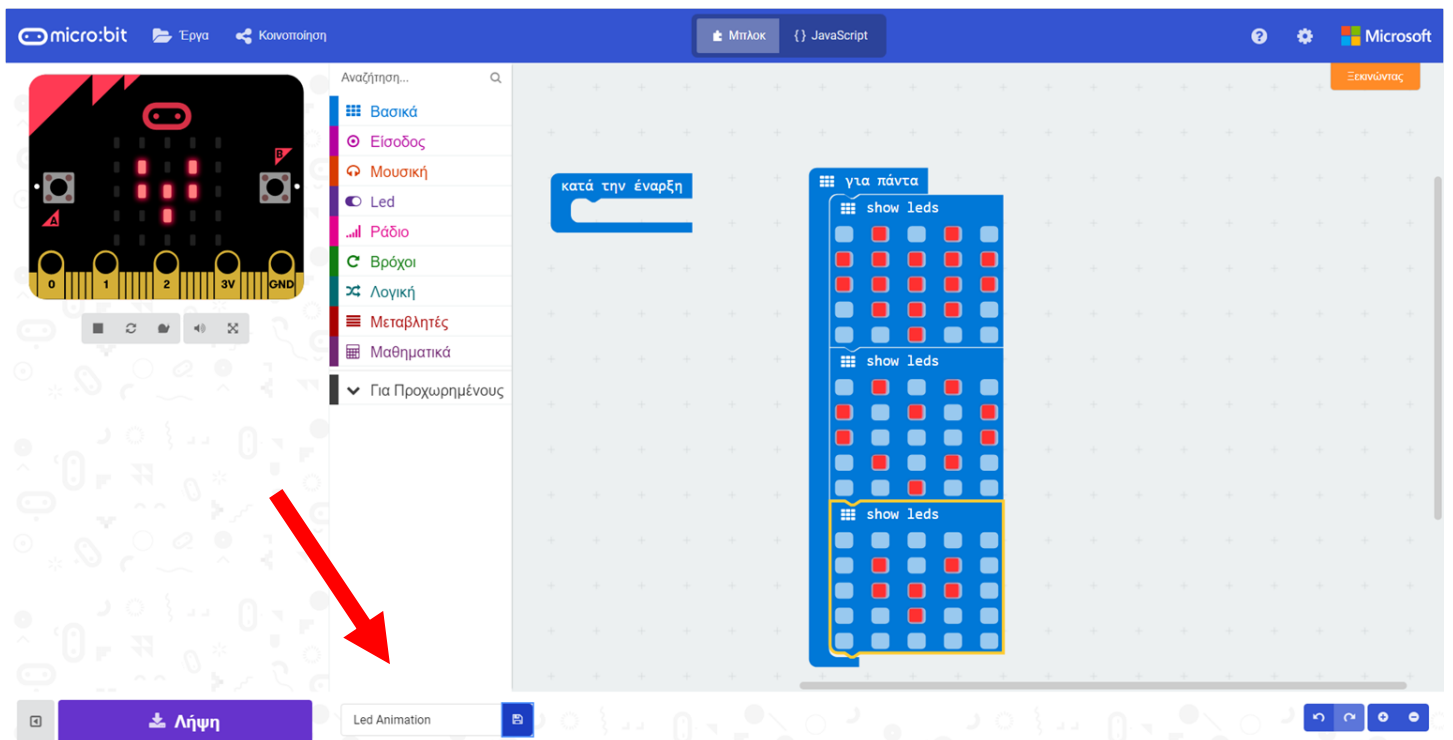 micro:bit
Έργα
Κοινοποίηση
Μπλοκ
{} JavaScript
?
Microsoft
Ξεκινώντας
B
A
0 1 2 3V GND
Αναζήτηση...
Βασικά
Είσοδος
Μουσική
Led
Ράδιο
Βρόχοι
Λογική
Μεταβλητές
Μαθηματικά
Για Προχωρημένους
κατά την έναρξη
για πάντα
show leds
show leds
show leds
Λήψη
Led Animation